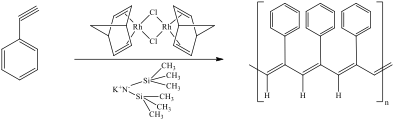 Cl
Rh Rh
Cl
CH3
Si CH3
CH3
K+N-
CH3
Si CH3
CH3
H H
n